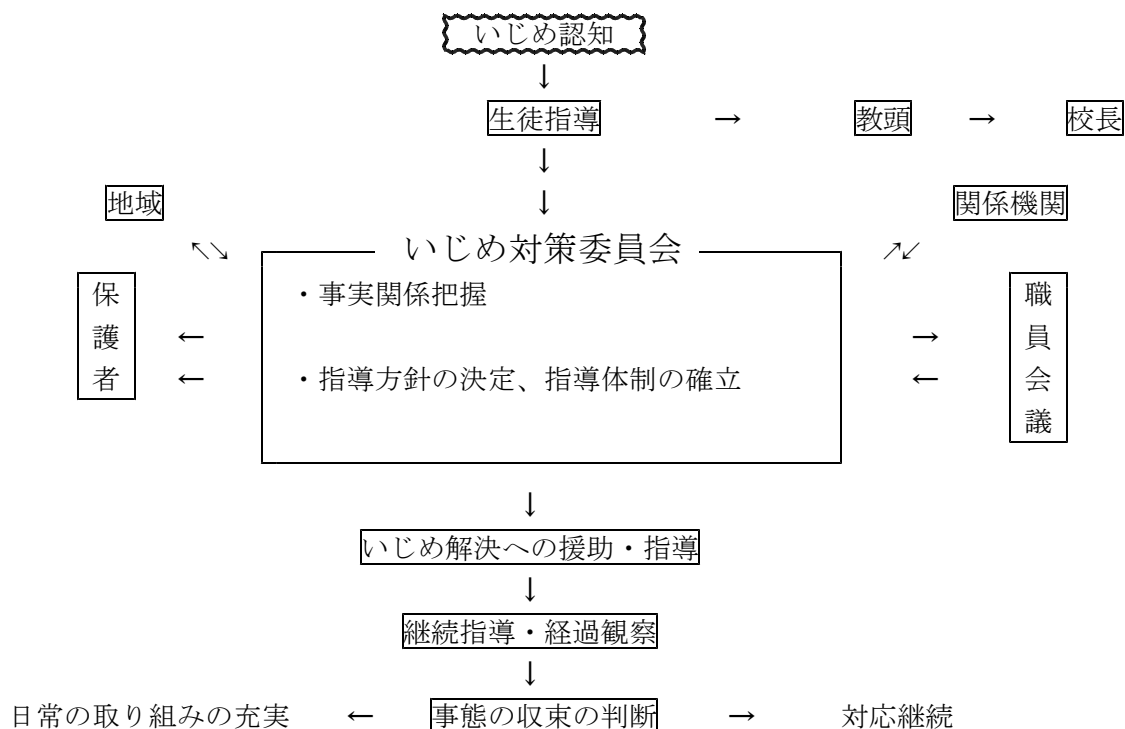 いじめ認知
↓
生徒指導 → 教頭 → 校長
↓
地域 ↓ 関係機関
↖↘ いじめ対策委員会 ↗↙
保護者
・事実関係把握
← →
← ・指導方針の決定、指導体制の確立 ←
職員会議
↓
いじめ解決への援助・指導
↓
継続指導・経過観察
↓
日常の取り組みの充実 ← 事態の収束の判断 → 対応継続